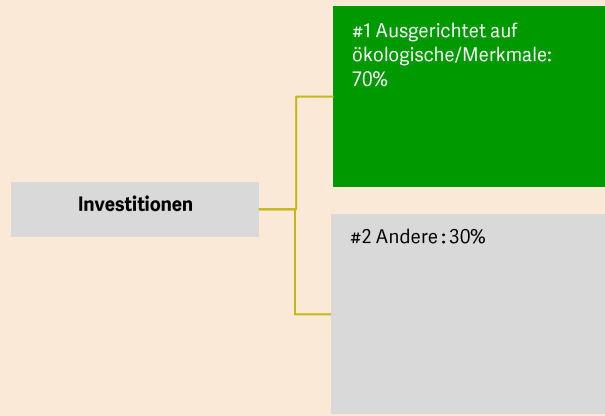 #1 Ausgerichtet auf
ökologische/Merkmale:
70%
Investitionen
#2 Andere : 30%